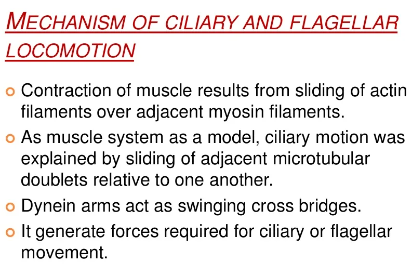 MECHANISM OF CILIARY AND FLAGELLAR
LOCOMOTION
Contraction of muscle results from sliding of actin
filaments over adjacent myosin filaments.
As muscle system as a model, ciliary motion was
explained by sliding of adjacent microtubular
doublets relative to one another.
Dynein arms act as swinging cross bridges.
It generate forces required for ciliary or flagellar
movement.